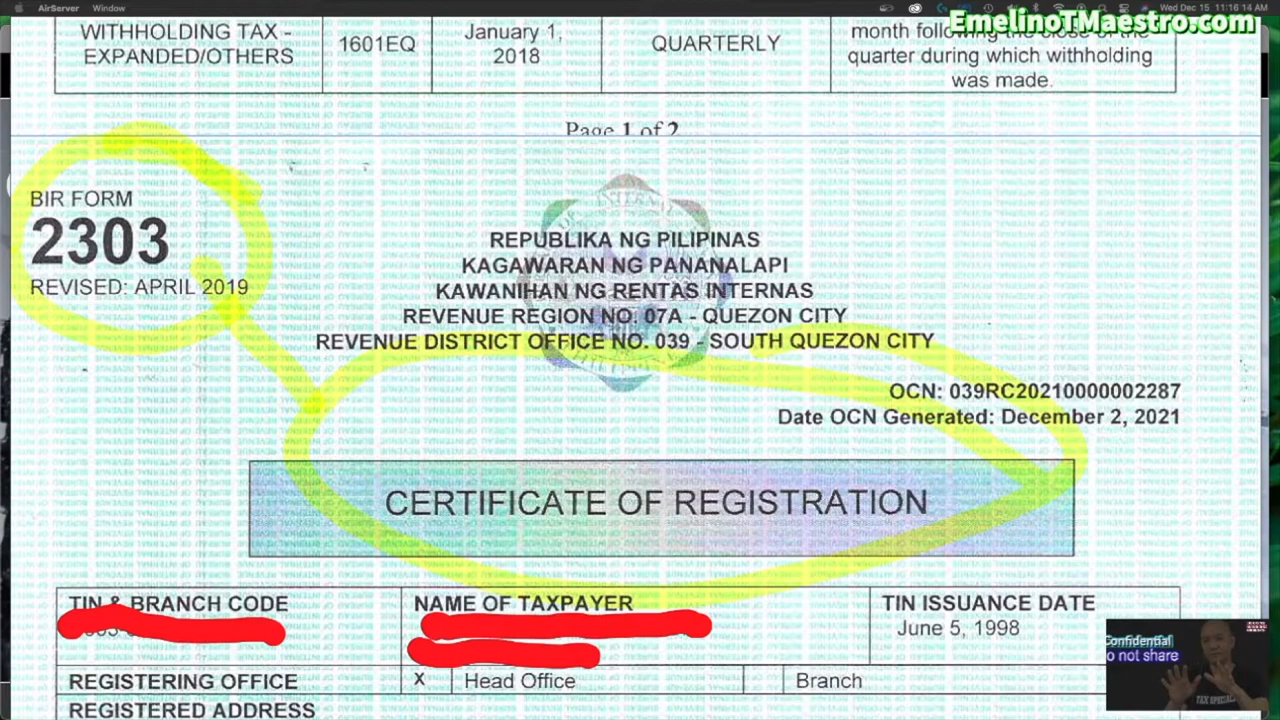 AirServer Window
Wed Dec 15 11:16:14 AM
EmelinoTMaestro.com
WITHHOLDING TAX - EXPANDED/OTHERS
1601EQ
January 1, 2018
QUARTERLY
month following the close of the
quarter during which withholding
was made.
Page 1 of 2
BIR FORM
2303
REVISED: APRIL 2019
REPUBLIKA NG PILIPINAS
KAGAWARAN NG PANANALAPI
KAWANIHAN NG RENTAS INTERNAS
REVENUE REGION NO. 07A - QUEZON CITY
REVENUE DISTRICT OFFICE NO. 039 - SOUTH QUEZON CITY
OCN: 039RC20210000002287
Date OCN Generated: December 2, 2021
CERTIFICATE OF REGISTRATION
TIN & BRANCH CODE
NAME OF TAXPAYER
TIN ISSUANCE DATE
June 5, 1998
REGISTERING OFFICE
X Head Office
Branch
REGISTERED ADDRESS
Confidential
o not share